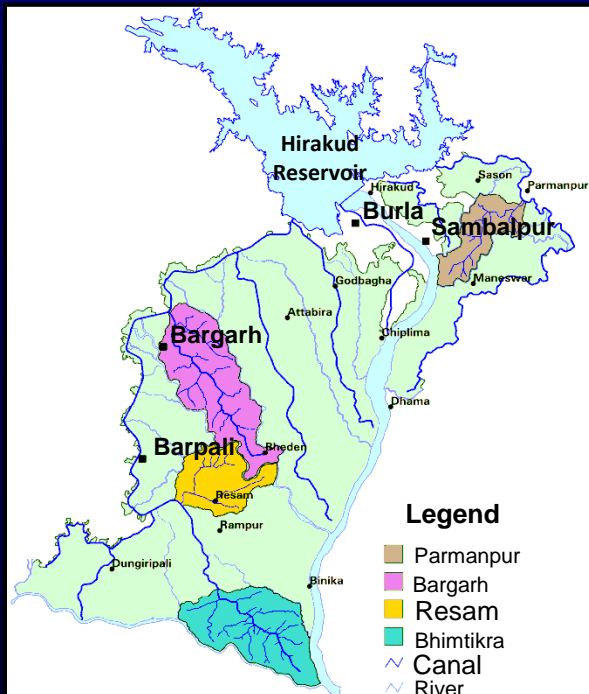 Hirakud
Reservoir
Sason
Hirakud
Parmanpur
Burla
Sambalpur
Maneswar
Godbagha
Attabira
Chiplima
Bargarh
Dhama
Bheden
Barpali
Resam
Rampur
Dungiripali
Binika
Legend
Parmanpur
Bargarh
Resam
Bhimtikra
Canal
River